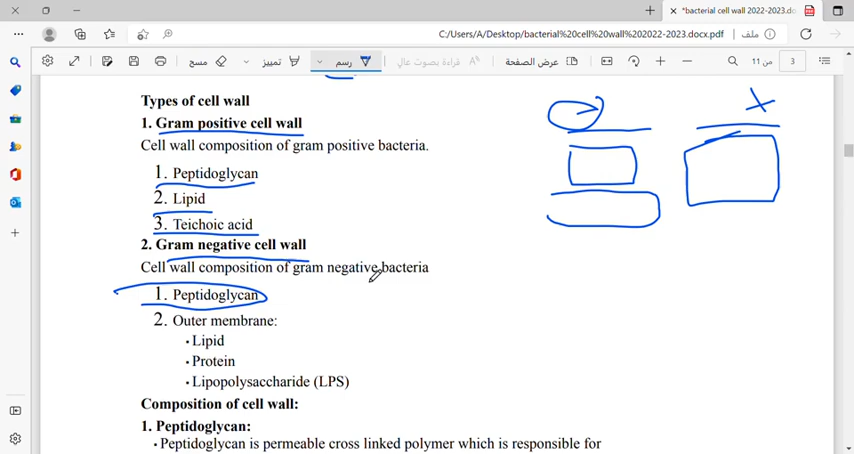 *bacterial cell wall 2022-2023.do
C:/Users/A/Desktop/bacterial%20cell%20wall%202022-2023.docx.pdf
ملف
مسح
تمييز
رسم
قراءة بصوت عالي
عرض الصفحة
من 11
3
Types of cell wall
1. Gram positive cell wall
Cell wall composition of gram positive bacteria.
1. Peptidoglycan
2. Lipid
3. Teichoic acid
2. Gram negative cell wall
Cell wall composition of gram negative bacteria
1. Peptidoglycan
2. Outer membrane:
• Lipid
• Protein
• Lipopolysaccharide (LPS)
Composition of cell wall:
1. Peptidoglycan:
• Peptidoglycan is permeable cross linked polymer which is responsible for